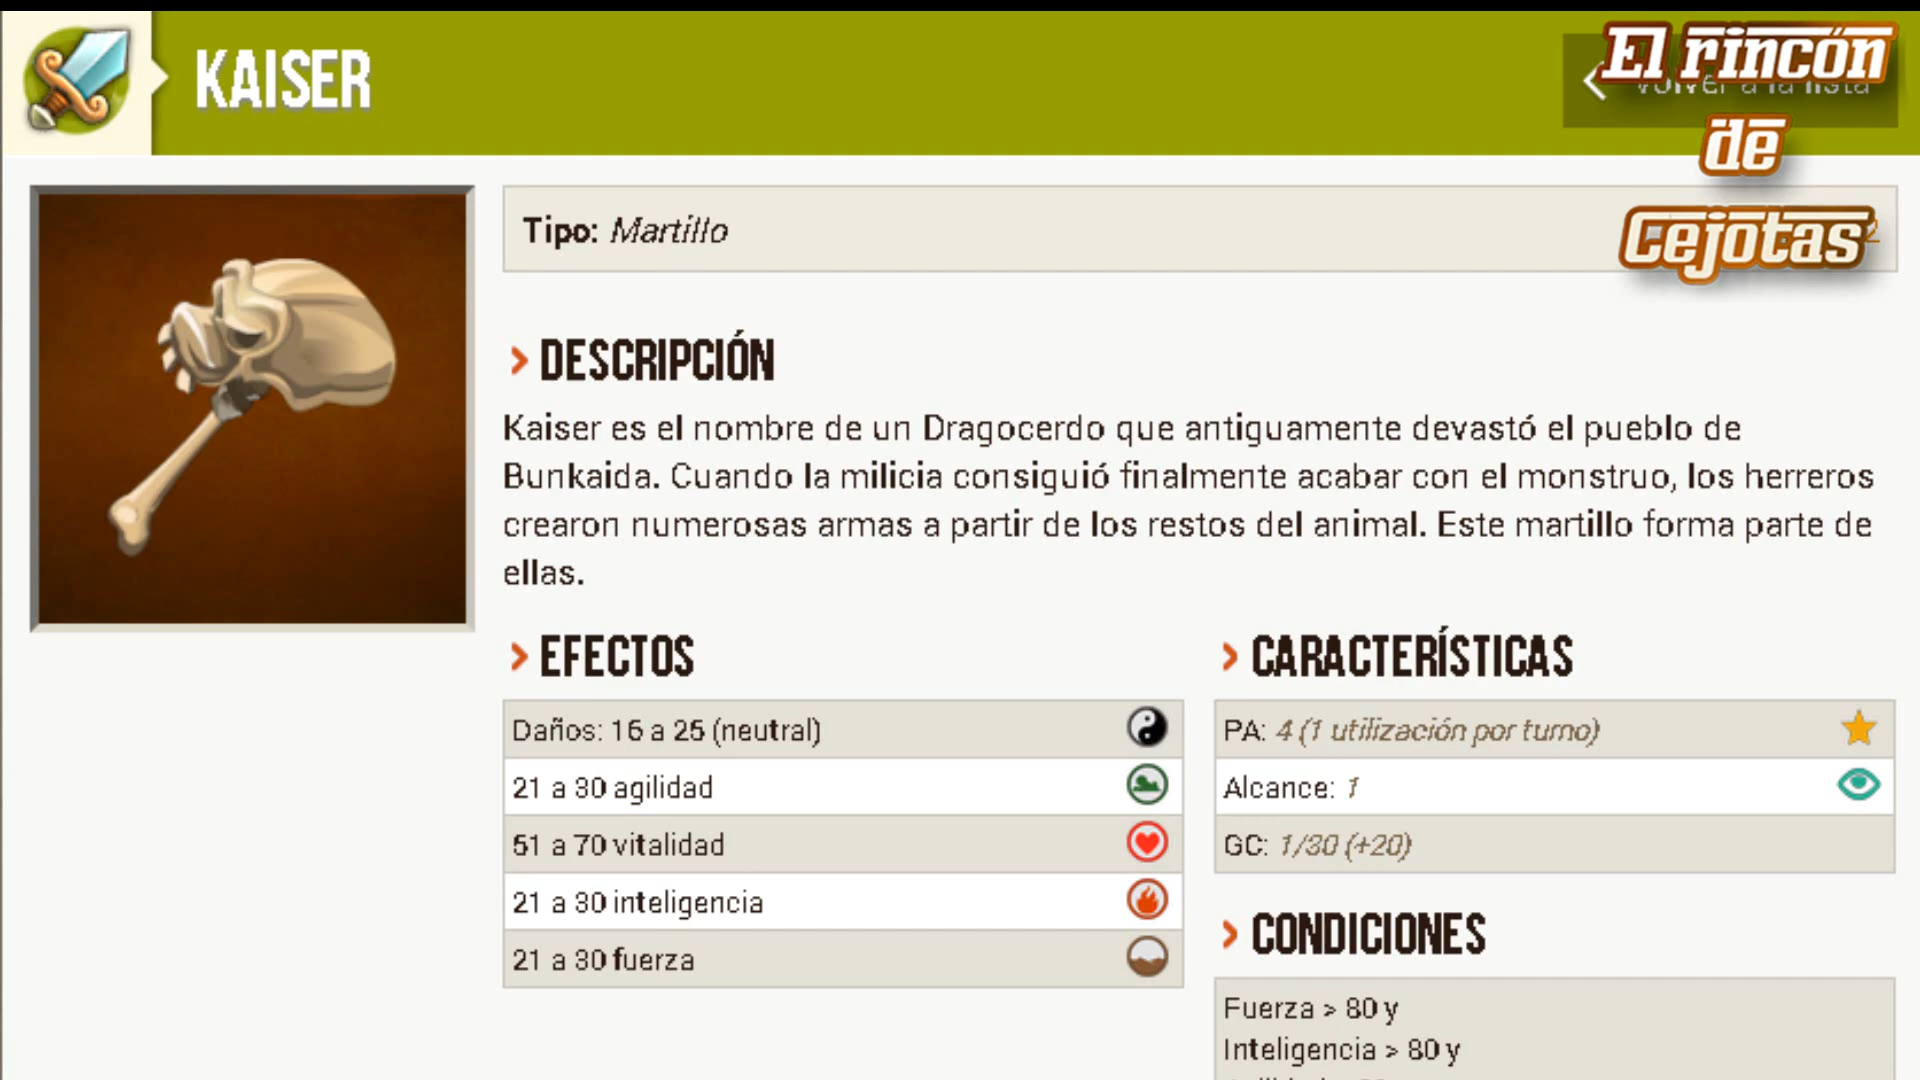 KAISER
El rincón
de
Cejotas
Tipo: Martillo
DESCRIPCIÓN
Kaiser es el nombre de un Dragocerdo que antiguamente devastó el pueblo de
Bunkaida. Cuando la milicia consiguió finalmente acabar con el monstruo, los herreros
crearon numerosas armas a partir de los restos del animal. Este martillo forma parte de
ellas.
EFECTOS
Daños: 16 a 25 (neutral)
21 a 30 agilidad
51 a 70 vitalidad
21 a 30 inteligencia
21 a 30 fuerza
CARACTERÍSTICAS
PA: 4 (1 utilización por turno)
Alcance: 1
GC: 1/30 (+20)
CONDICIONES
Fuerza > 80 y
Inteligencia > 80 y